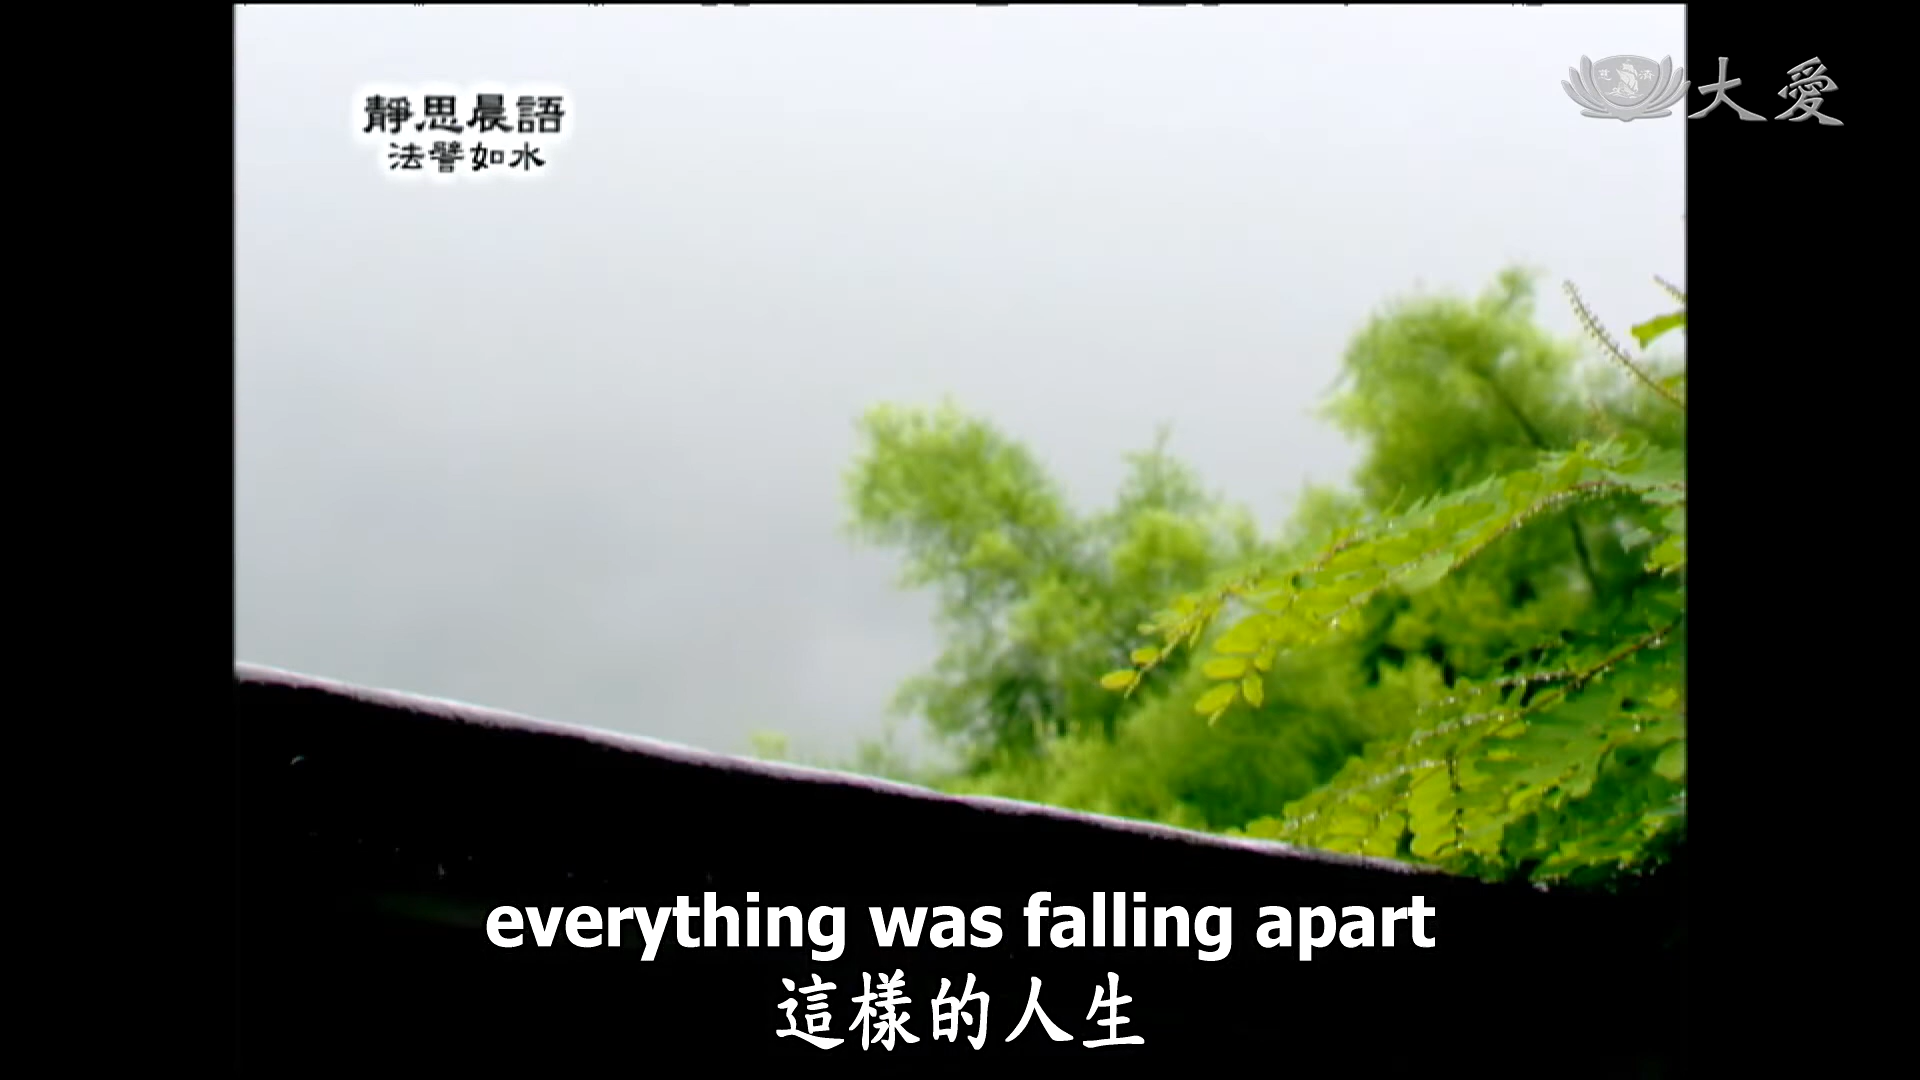 靜思晨語
法譬如水
大愛
everything was falling apart
這樣的人生